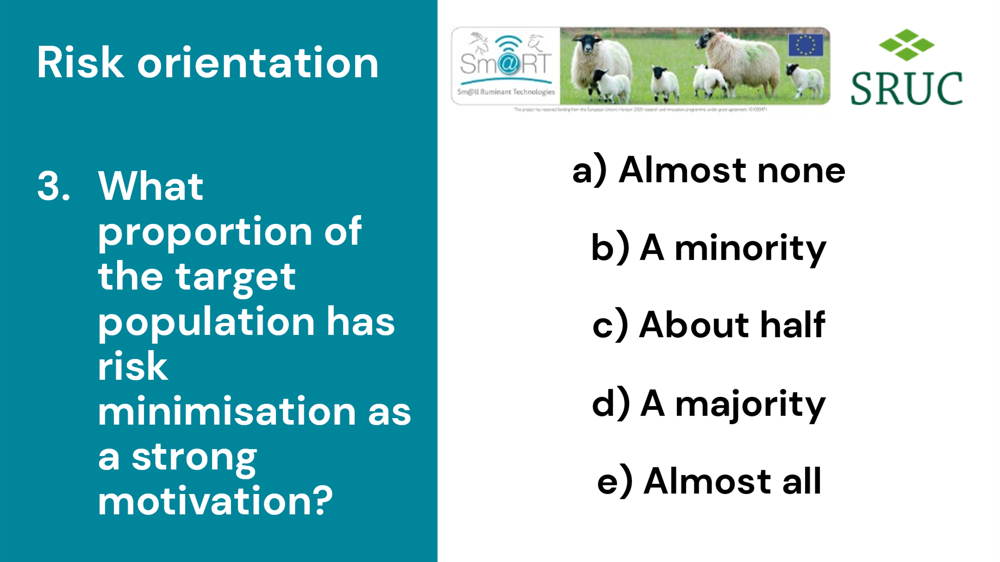 Risk orientation
3. What
proportion of
the target
population has
risk
minimisation as
a strong
motivation?
Sm@RT
Sm@ll Ruminant Technologies
This project has received funding from the European Union's Horizon 2020 research and innovation programme, under grant agreement
SRUC
a) Almost none
b) A minority
c) About half
d) A majority
e) Almost all